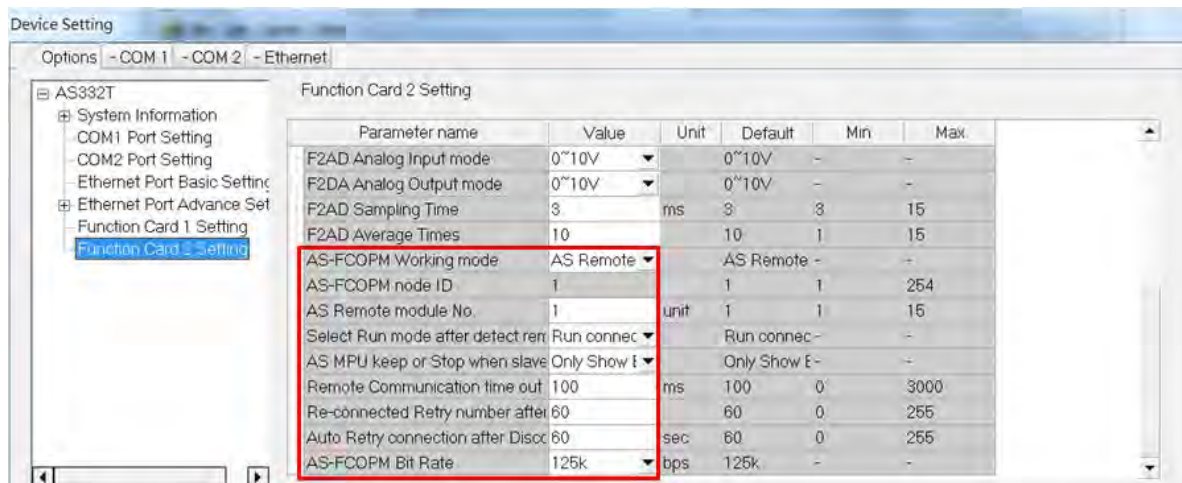 Device Setting
Options - COM 1 - COM 2 - Ethernet
AS332T
System Information
COM1 Port Setting
COM2 Port Setting
Ethernet Port Basic Setting
Ethernet Port Advance Set
Function Card 1 Setting
Function Card 2 Setting
Function Card 2 Setting
Parameter name Value Unit Default Min Max.
F2AD Analog Input mode 0~10V 0~10V - -
F2DA Analog Output mode 0~10V 0~10V - -
F2AD Sampling Time 3 ms 3 3 15
F2AD Average Times 10 10 1 15
AS-FCOPM Working mode AS Remote AS Remote - -
AS-FCOPM node ID 1 1 1 254
AS Remote module No. 1 unit 1 1 15
Select Run mode after detect rem Run connec Run connec - -
AS MPU keep or Stop when slave Only Show E Only Show E - -
Remote Communication time out 100 ms 100 0 3000
Re-connected Retry number after 60 60 0 255
Auto Retry connection after Disco 60 sec 60 0 255
AS-FCOPM Bit Rate 125k bps 125k - -